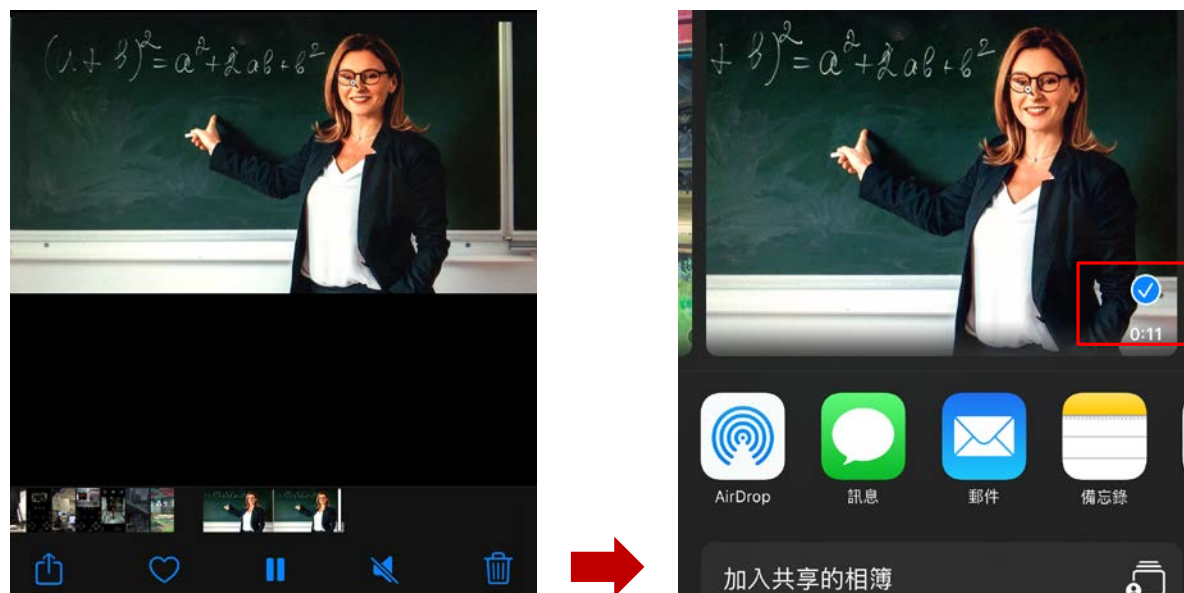 (a + b)² = a² + 2ab + b²
+ b)² = a² + 2ab + b²
0:11
AirDrop
訊息
郵件
備忘錄
加入共享的相簿